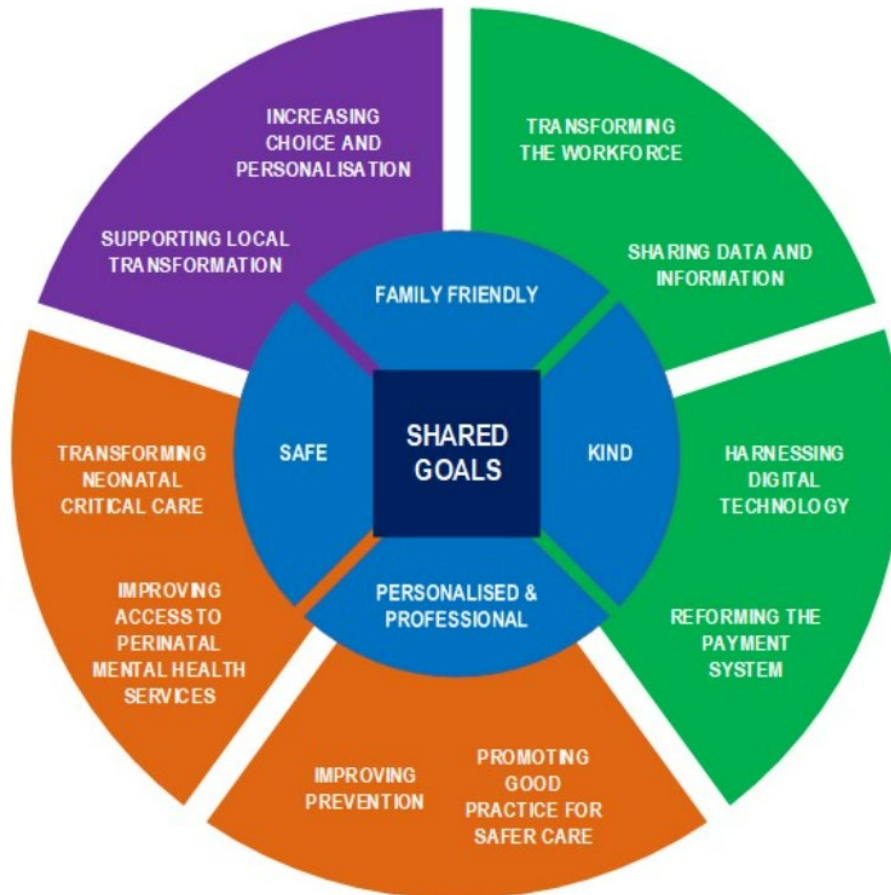 INCREASING
CHOICE AND
PERSONALISATION
SUPPORTING LOCAL
TRANSFORMATION
TRANSFORMING
THE WORKFORCE
SHARING DATA AND
INFORMATION
FAMILY FRIENDLY
SAFE
SHARED
GOALS
KIND
PERSONALISED &
PROFESSIONAL
TRANSFORMING
NEONATAL
CRITICAL CARE
IMPROVING
ACCESS TO
PERINATAL
MENTAL HEALTH
SERVICES
HARNESSING
DIGITAL
TECHNOLOGY
REFORMING THE
PAYMENT
SYSTEM
IMPROVING
PREVENTION
PROMOTING
GOOD
PRACTICE FOR
SAFER CARE